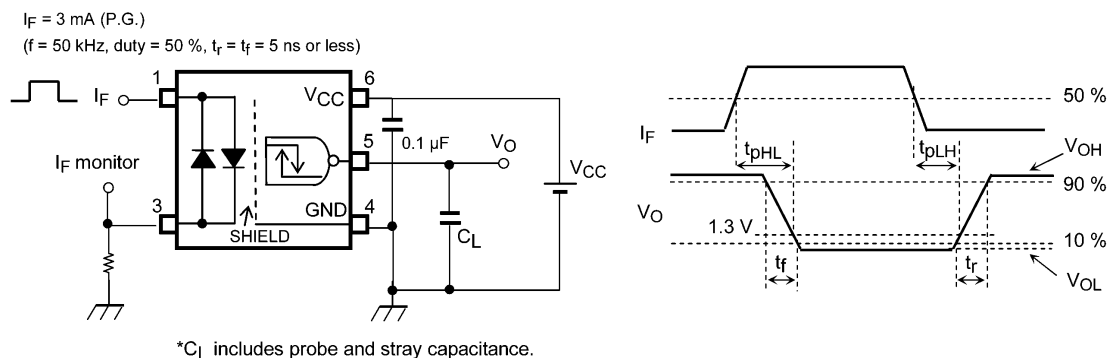 IF = 3 mA (P.G.)
(f = 50 kHz, duty = 50 %, tr = tf = 5 ns or less)
1
6
IF
VCC
0.1 µF
5
VO
VCC
IF monitor
3
GND
4
SHIELD
CL
*CL includes probe and stray capacitance.
50 %
IF
tpHL
tpLH
VOH
90 %
VO
1.3 V
10 %
tf
tr
VOL